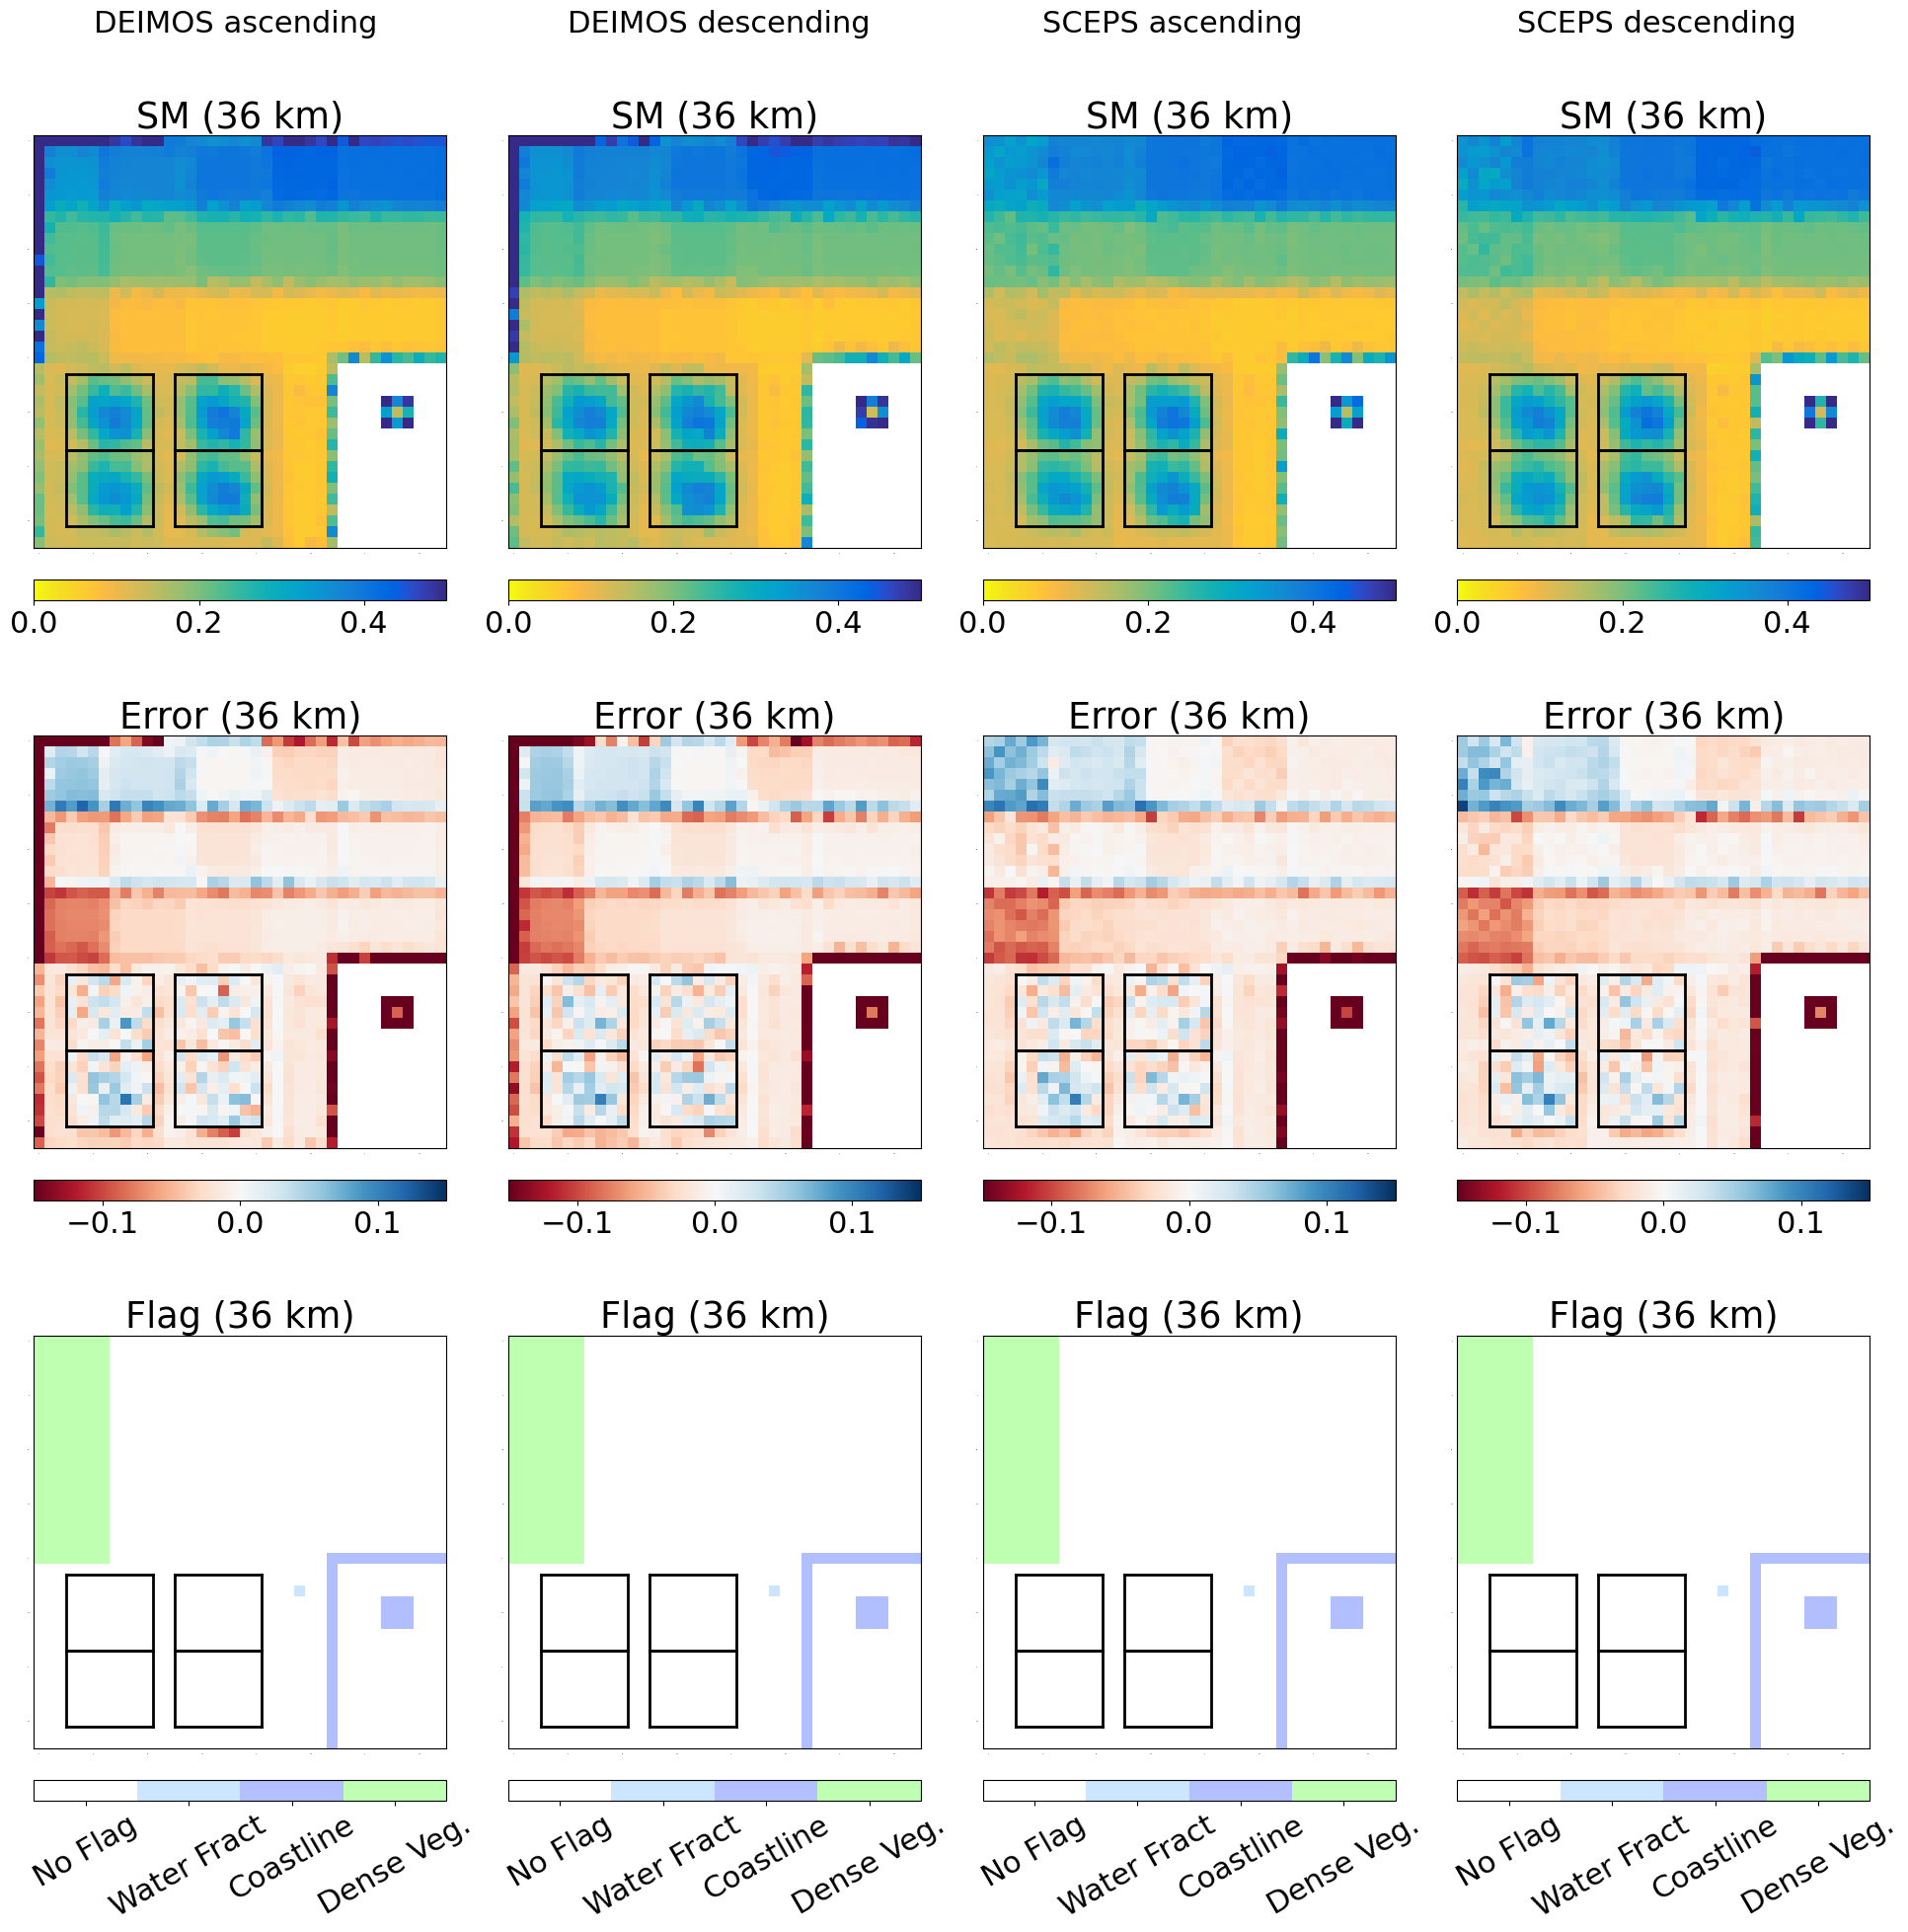 DEIMOS ascending DEIMOS descending SCEPS ascending SCEPS descending
SM (36 km) SM (36 km) SM (36 km) SM (36 km)
0.0 0.2 0.4 0.0 0.2 0.4 0.0 0.2 0.4 0.0 0.2 0.4
Error (36 km) Error (36 km) Error (36 km) Error (36 km)
−0.1 0.0 0.1 −0.1 0.0 0.1 −0.1 0.0 0.1 −0.1 0.0 0.1
Flag (36 km) Flag (36 km) Flag (36 km) Flag (36 km)
No Flag Water Fract Coastline Dense Veg. No Flag Water Fract Coastline Dense Veg. No Flag Water Fract Coastline Dense Veg. No Flag Water Fract Coastline Dense Veg.